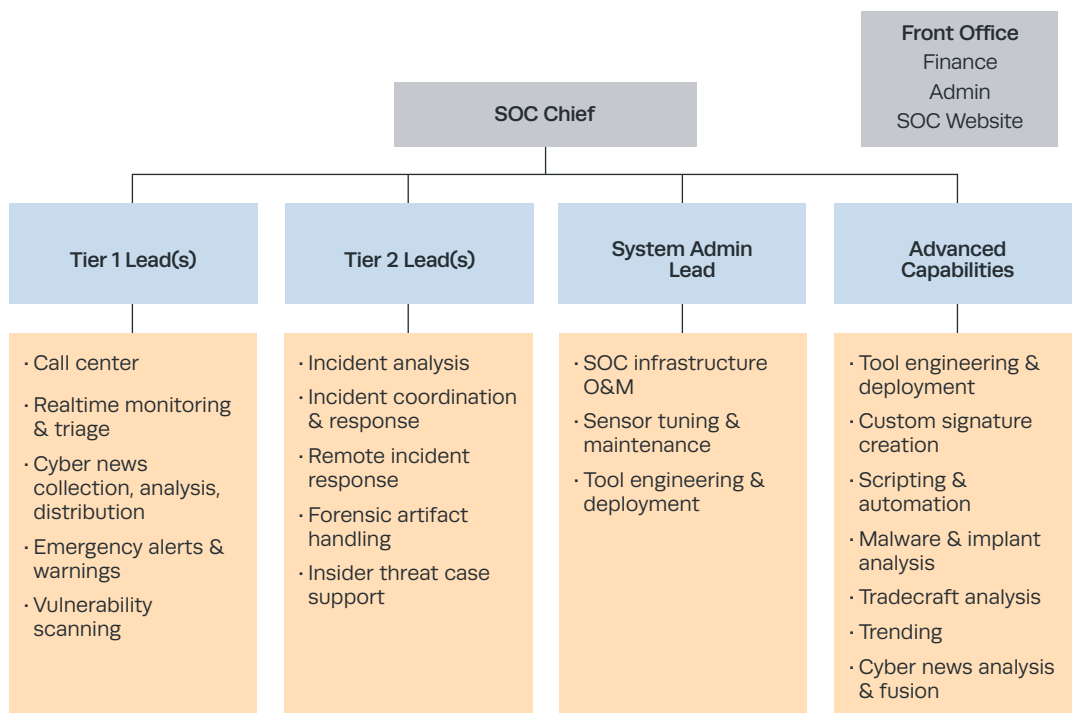 Front Office
Finance
Admin
SOC Website
SOC Chief
Tier 1 Lead(s)
Tier 2 Lead(s)
System Admin
Lead
Advanced
Capabilities
· Call center
· Realtime monitoring
& triage
· Cyber news
collection, analysis,
distribution
· Emergency alerts &
warnings
· Vulnerability
scanning
· Incident analysis
· Incident coordination
& response
· Remote incident
response
· Forensic artifact
handling
· Insider threat case
support
· SOC infrastructure
O&M
· Sensor tuning &
maintenance
· Tool engineering &
deployment
· Tool engineering &
deployment
· Custom signature
creation
· Scripting &
automation
· Malware & implant
analysis
· Tradecraft analysis
· Trending
· Cyber news analysis
& fusion